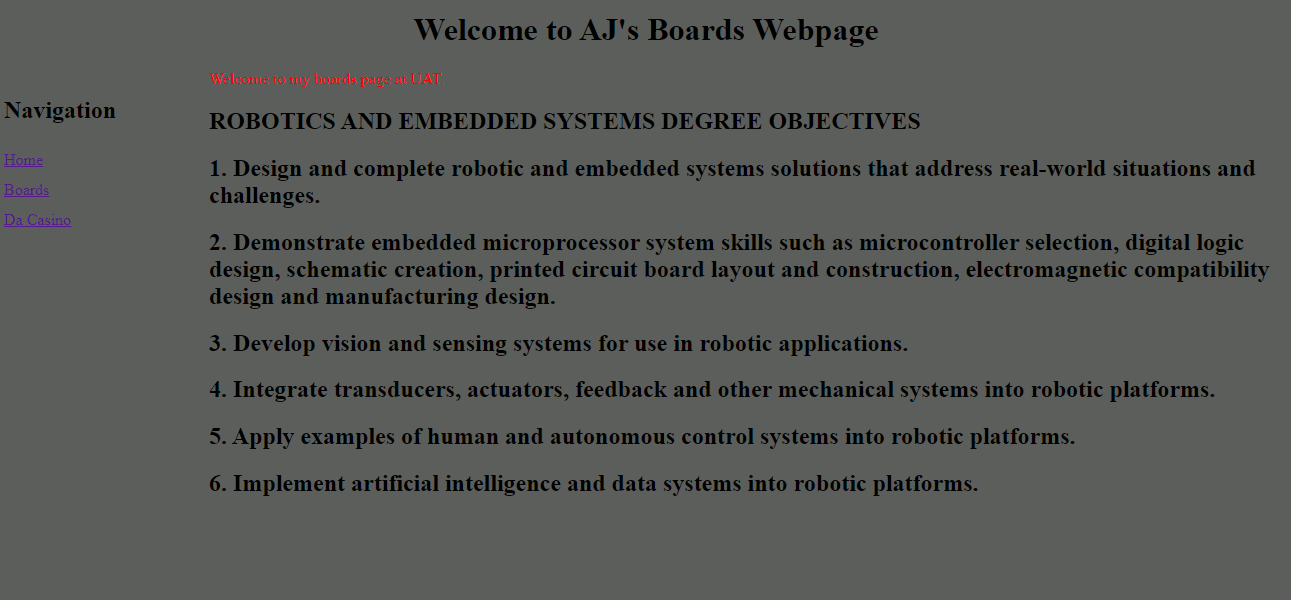 Welcome to AJ's Boards Webpage
Welcome to my boards page at UAT
Navigation
Home
Boards
Da Casino
ROBOTICS AND EMBEDDED SYSTEMS DEGREE OBJECTIVES
1. Design and complete robotic and embedded systems solutions that address real-world situations and
challenges.
2. Demonstrate embedded microprocessor system skills such as microcontroller selection, digital logic
design, schematic creation, printed circuit board layout and construction, electromagnetic compatibility
design and manufacturing design.
3. Develop vision and sensing systems for use in robotic applications.
4. Integrate transducers, actuators, feedback and other mechanical systems into robotic platforms.
5. Apply examples of human and autonomous control systems into robotic platforms.
6. Implement artificial intelligence and data systems into robotic platforms.